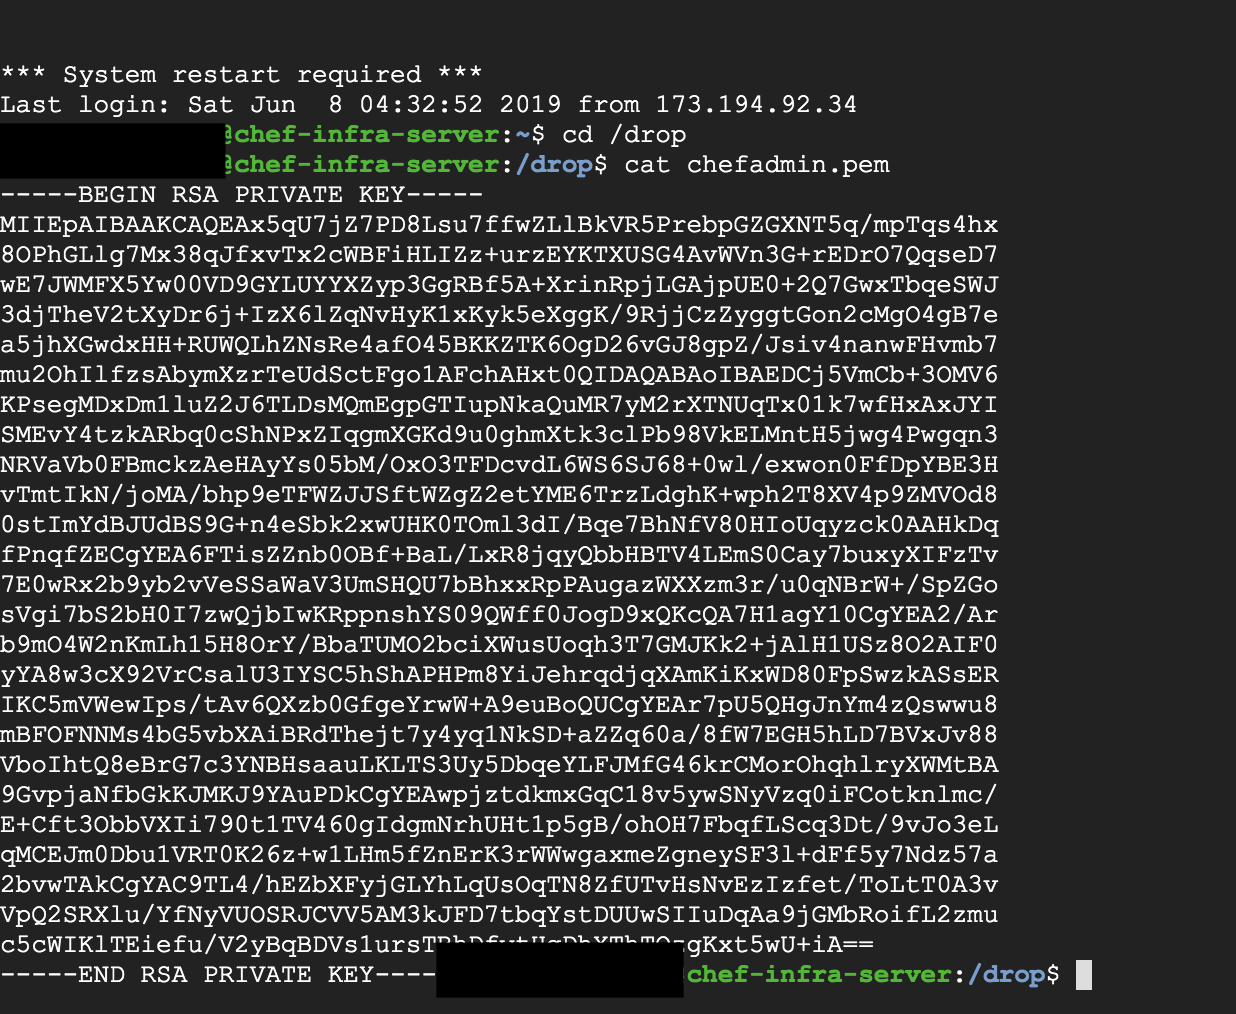 *** System restart required ***
Last login: Sat Jun  8 04:32:52 2019 from 173.194.92.34
@chef-infra-server:~$ cd /drop
@chef-infra-server:/drop$ cat chefadmin.pem
-----BEGIN RSA PRIVATE KEY-----
MIIEpAIBAAKCAQEAx5qU7jZ7PD8Lsu7ffwZLlBkVR5PrebpGZGXNT5q/mpTqs4hx
8OPhGLlg7Mx38qJfxvTx2cWBFiHLIZz+urzEYKTXUSG4AvWVn3G+rEDrO7QqseD7
wE7JWMFX5Yw00VD9GYLUYYXZyp3GgRBf5A+XrinRpjLGAjpUE0+2Q7GwxTbqeSWJ
3djTheV2tXyDr6j+IzX6lZqNvHyK1xKyk5eXggK/9RjjCzZyggtGon2cMgO4gB7e
a5jhXGwdxHH+RUWQLhZNsRe4afO45BKKZTK6OgD26vGJ8gpZ/Jsiv4nanwFHvmb7
mu2OhIlfzsAbymXzrTeUdSctFgo1AFchAHxt0QIDAQABAoIBAEDCj5VmCb+3OMV6
KPsegMDxDm1luZ2J6TLDsMQmEgpGTIupNkaQuMR7yM2rXTNUqTx01k7wfHxAxJYI
SMEvY4tzkARbq0cShNPxZIqgmXGKd9u0ghmXtk3clPb98VkELMntH5jwg4Pwgqn3
NRVaVb0FBmckzAeHAyYs05bM/OxO3TFDcvdL6WS6SJ68+0wl/exwon0FfDpYBE3H
vTmtIkN/joMA/bhp9eTFWZJJSftWZgZ2etYME6TrzLdghK+wph2T8XV4p9ZMVOd8
0stImYdBJUdBS9G+n4eSbk2xwUHK0TOml3dI/Bqe7BhNfV80HIoUqyzck0AAHkDq
fPnqfZECgYEA6FTisZZnb0OBf+BaL/LxR8jqyQbbHBTV4LEmS0Cay7buxyXIFzTv
7E0wRx2b9yb2vVeSSaWaV3UmSHQU7bBhxxRpPAugazWXXzm3r/u0qNBrW+/SpZGo
sVgi7bS2bH0I7zwQjbIwKRppnshYS09QWff0JogD9xQKcQA7H1agY10CgYEA2/Ar
b9mO4W2nKmLh15H8OrY/BbaTUMO2bciXWusUoqh3T7GMJKk2+jAlH1USz8O2AIF0
yYA8w3cX92VrCsalU3IYSC5hShAPHPm8YiJehrqdjqXAmKiKxWD80FpSwzkASsER
IKC5mVWewIps/tAv6QXzb0GfgeYrwW+A9euBoQUCgYEAr7pU5QHgJnYm4zQswwu8
mBFOFNNMs4bG5vbXAiBRdThejt7y4yq1NkSD+aZZq60a/8fW7EGH5hLD7BVxJv88
VboIhtQ8eBrG7c3YNBHsaauLKLTS3Uy5DbqeYLFJMfG46krCMorOhqhlryXWMtBA
9GvpjaNfbGkKJMKJ9YAuPDkCgYEAwpjztdkmxGqC18v5ywSNyVzq0iFCotknlmc/
E+Cft3ObbVXIi790t1TV460gIdgmNrhUHt1p5gB/ohOH7FbqfLScq3Dt/9vJo3eL
qMCEJm0Dbu1VRT0K26z+w1LHm5fZnErK3rWWwgaxmeZgneySF3l+dFf5y7Ndz57a
2bvwTAkCgYAC9TL4/hEZbXFyjGLYhLqUsOqTN8ZfUTvHsNvEzIzfet/ToLtT0A3v
VpQ2SRXlu/YfNyVUOSRJCVV5AM3kJFD7tbqYstDUUwSIIuDqAa9jGMbRoifL2zmu
c5cWIKlTEiefu/V2yBqBDVs1ursT gKxt5wU+iA==
-----END RSA PRIVATE KEY---- chef-infra-server:/drop$